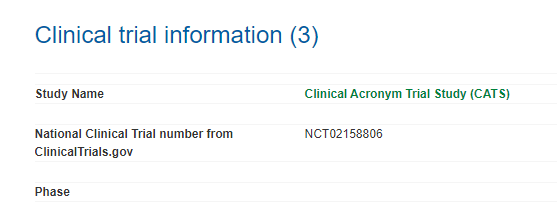 Clinical trial information (3)
Study Name Clinical Acronym Trial Study (CATS)
National Clinical Trial number from NCT02158806
ClinicalTrials.gov
Phase